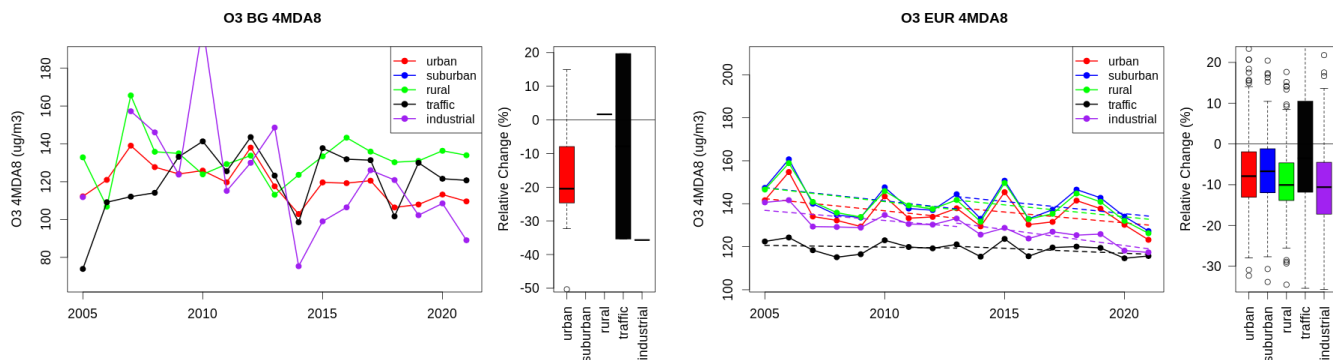 O3 BG 4MDA8
O3 4MDA8 (ug/m3)
180
160
140
120
100
80
2005
2010
2015
2020
urban
suburban
rural
traffic
industrial
Relative Change (%)
20
10
0
-10
-20
-30
-40
-50
urban
suburban
rural
traffic
industrial
O3 EUR 4MDA8
O3 4MDA8 (ug/m3)
200
180
160
140
120
100
2005
2010
2015
2020
urban
suburban
rural
traffic
industrial
Relative Change (%)
20
10
0
-10
-20
-30
urban
suburban
rural
traffic
industrial